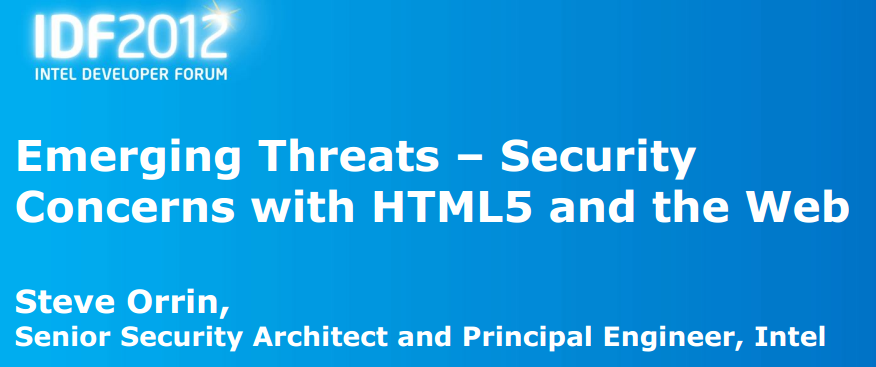 IDF2012
INTEL DEVELOPER FORUM
Emerging Threats – Security
Concerns with HTML5 and the Web
Steve Orrin,
Senior Security Architect and Principal Engineer, Intel